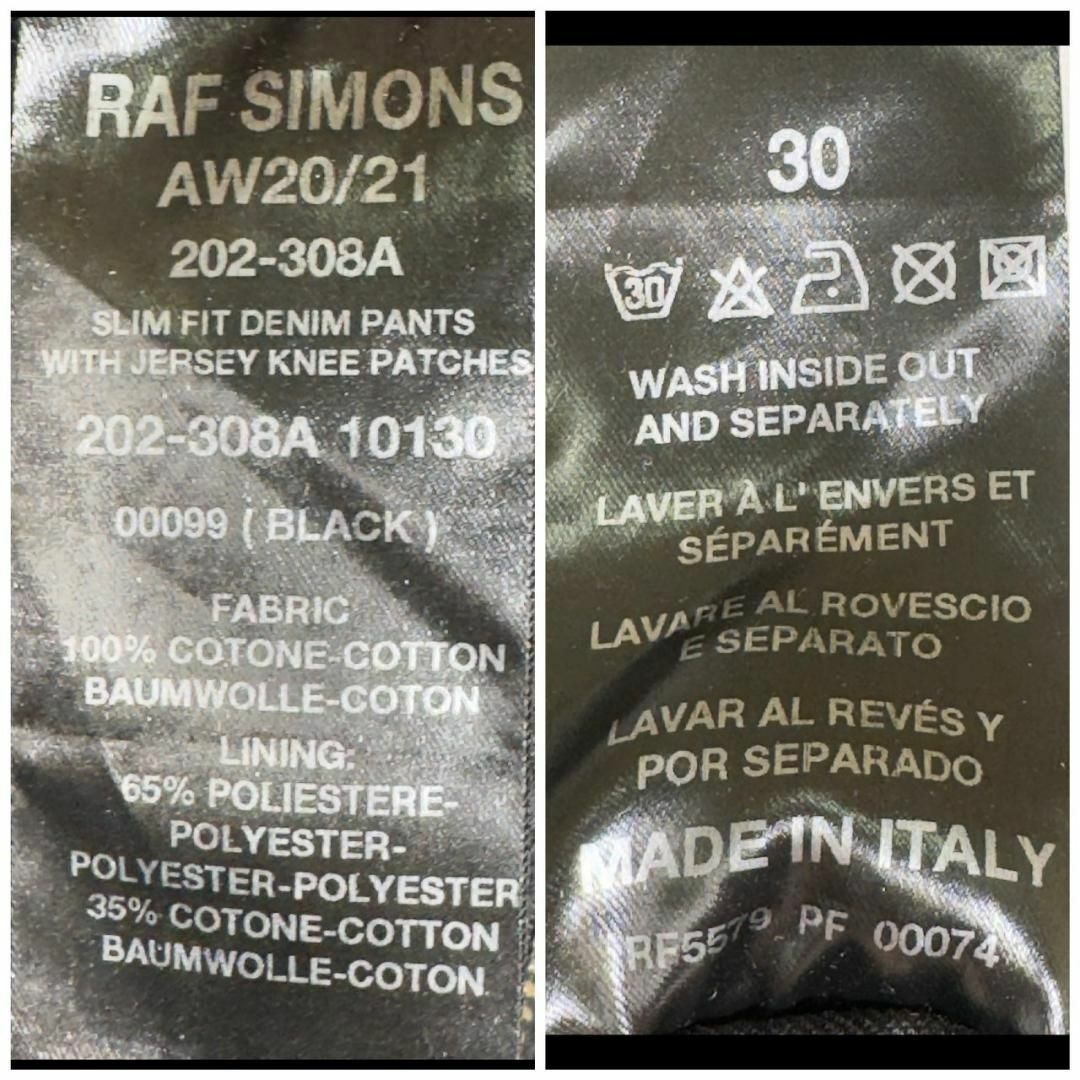 RAF SIMONS
AW20/21
202-308A
SLIM FIT DENIM PANTS
WITH JERSEY KNEE PATCHES
202-308A 10130
00099 ( BLACK )
FABRIC
100% COTONE-COTTON
BAUMWOLLE-COTON
LINING:
65% POLIESTERE-
POLYESTER-
POLYESTER-POLYESTER
35% COTONE-COTTON
BAUMWOLLE-COTON
30
30
WASH INSIDE OUT
AND SEPARATELY
LAVER À L' ENVERS ET
SÉPARÉMENT
LAVARE AL ROVESCIO
E SEPARATO
LAVAR AL REVÉS Y
POR SEPARADO
MADE IN ITALY
RF5579 PF 00074